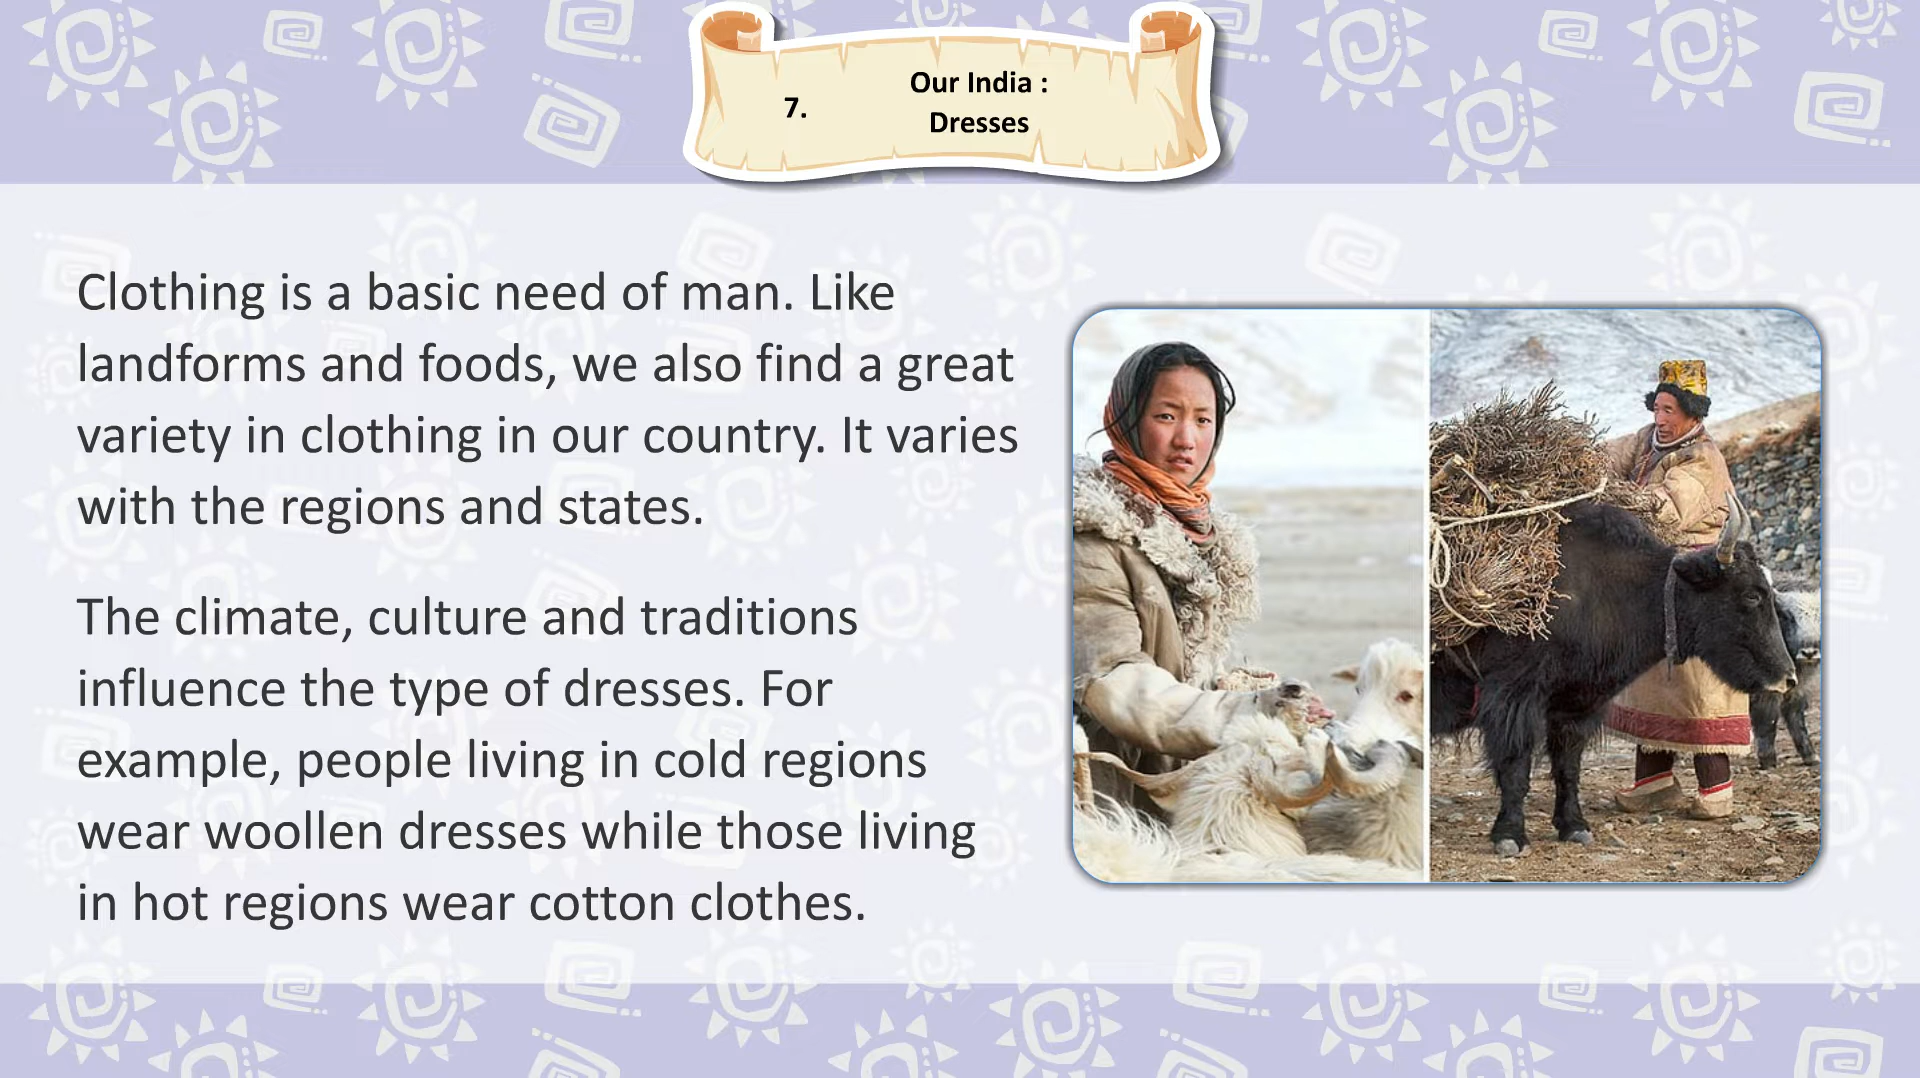 7.
Our India :
Dresses
Clothing is a basic need of man. Like
landforms and foods, we also find a great
variety in clothing in our country. It varies
with the regions and states.
The climate, culture and traditions
influence the type of dresses. For
example, people living in cold regions
wear woollen dresses while those living
in hot regions wear cotton clothes.